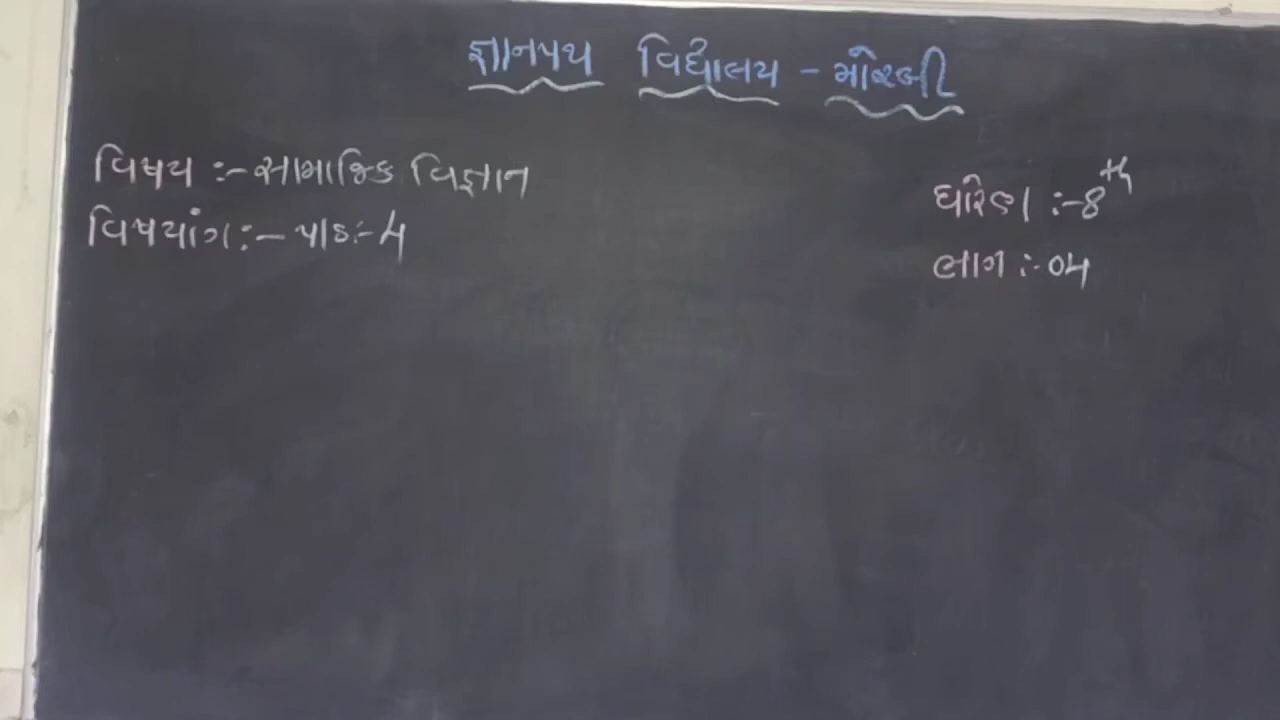 જ્ઞાનપથ વિદ્યાલય - મોરબી
વિષય :- સામાજિક વિજ્ઞાન
ધોરણ :- 8th
વિષયાંગ :- પાઠ :- 4
ભાગ :- 04